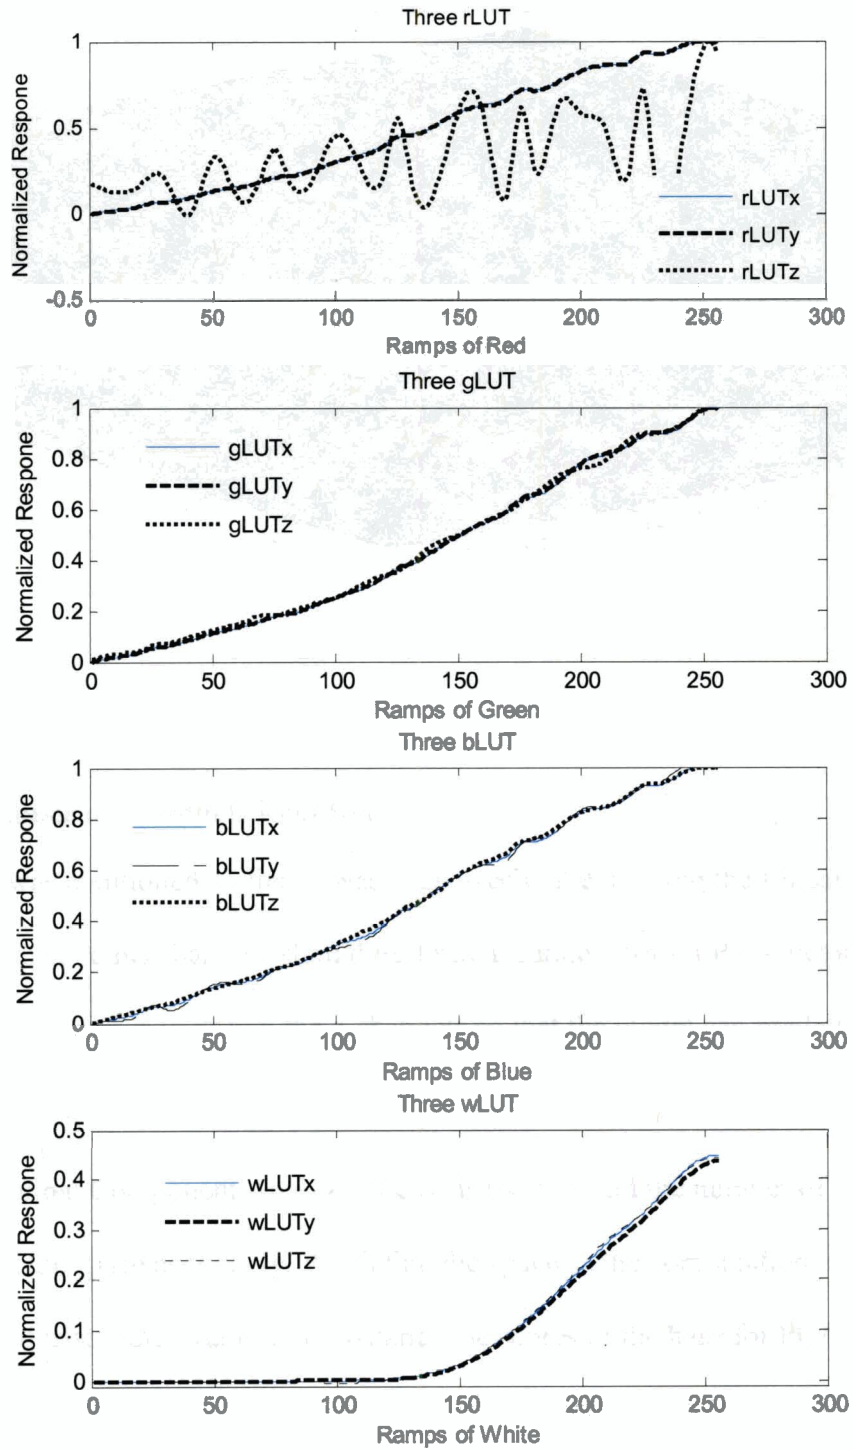 Three rLUT
1
0.5
0
-0.5
Normalized Respone
rLUTx
rLUTy
rLUTz
0 50 100 150 200 250 300
Ramps of Red
Three gLUT
1
0.8
0.6
0.4
0.2
0
Normalized Respone
gLUTx
gLUTy
gLUTz
0 50 100 150 200 250 300
Ramps of Green
Three bLUT
1
0.8
0.6
0.4
0.2
0
Normalized Respone
bLUTx
bLUTy
bLUTz
0 50 100 150 200 250 300
Ramps of Blue
Three wLUT
0.5
0.4
0.3
0.2
0.1
0
Normalized Respone
wLUTx
wLUTy
wLUTz
0 50 100 150 200 250 300
Ramps of White